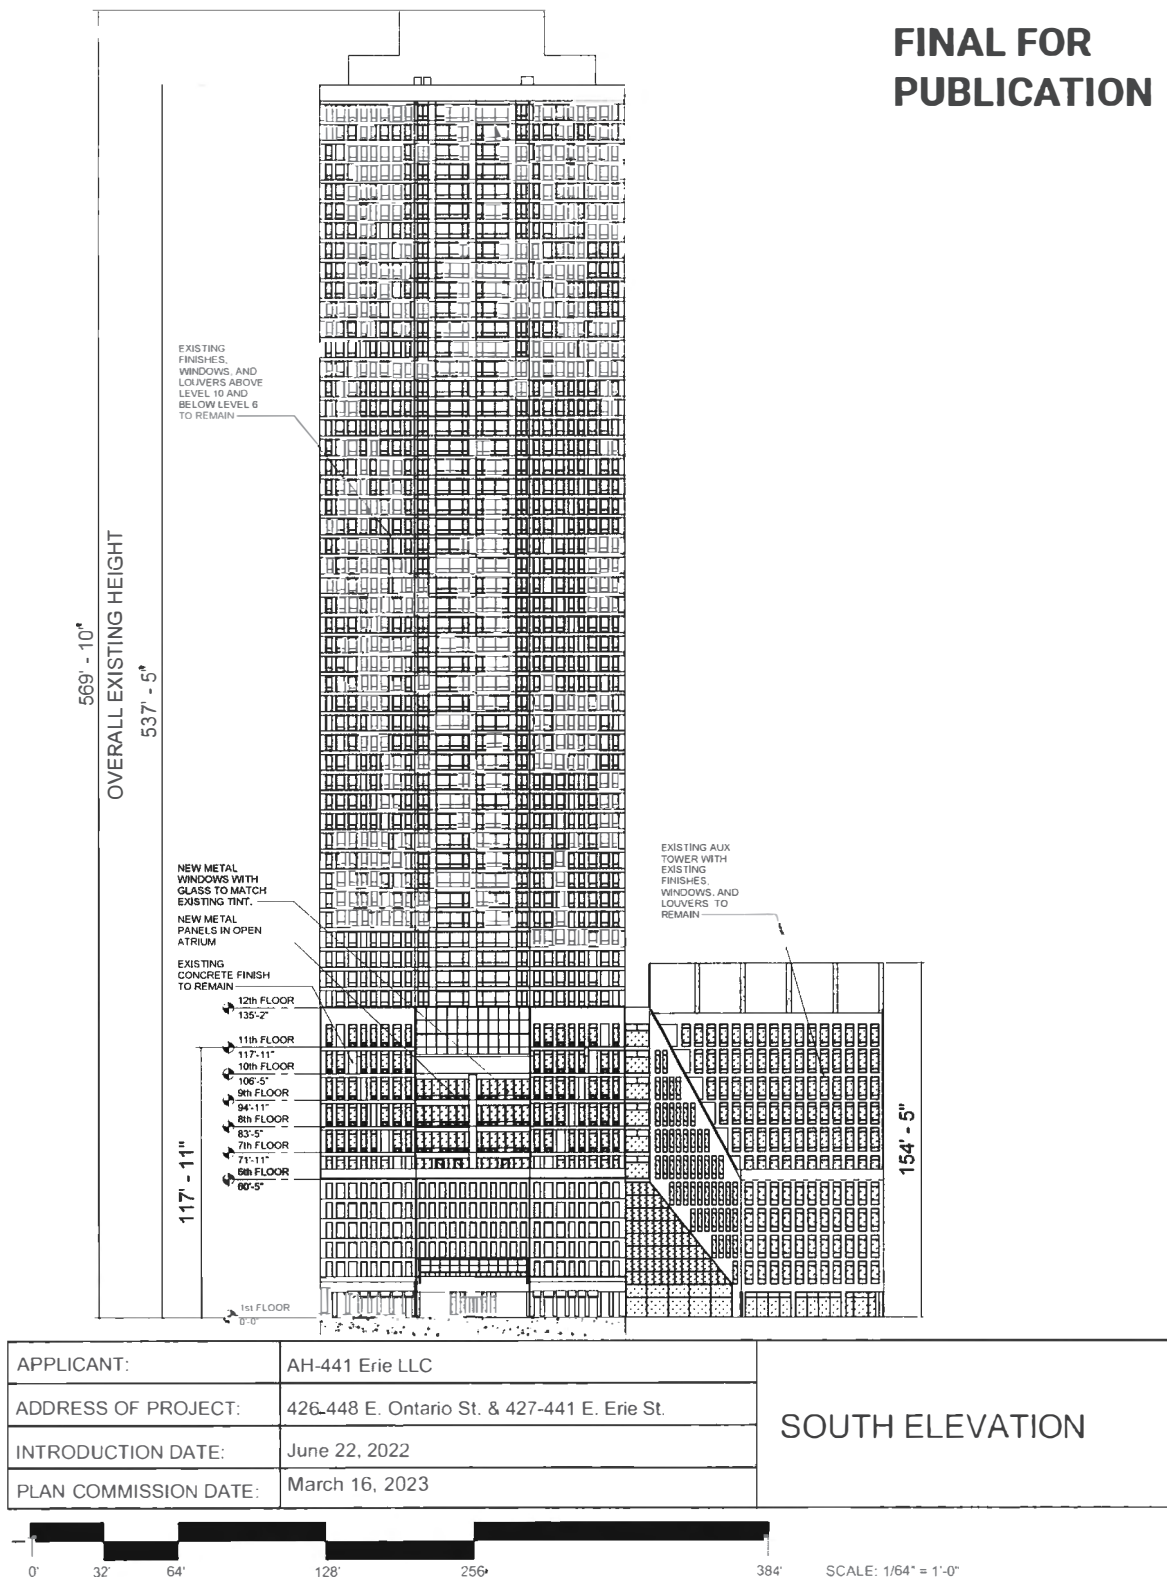 FINAL FOR
PUBLICATION
EXISTING
FINISHES,
WINDOWS, AND
LOUVERS ABOVE
LEVEL 10 AND
BELOW LEVEL 6
TO REMAIN
569' - 10"
OVERALL EXISTING HEIGHT
537' - 5"
NEW METAL
WINDOWS WITH
GLASS TO MATCH
EXISTING TINT.
NEW METAL
PANELS IN OPEN
ATRIUM
EXISTING
CONCRETE FINISH
TO REMAIN
EXISTING AUX
TOWER WITH
EXISTING
FINISHES,
WINDOWS, AND
LOUVERS TO
REMAIN
12th FLOOR
135'-2"
11th FLOOR
117'-11"
10th FLOOR
106'-5"
9th FLOOR
94'-11"
8th FLOOR
83'-5"
7th FLOOR
71'-11"
6th FLOOR
60'-5"
1st FLOOR
0'-0"
117' - 11"
154' - 5"
APPLICANT: AH-441 Erie LLC
ADDRESS OF PROJECT: 426-448 E. Ontario St. & 427-441 E. Erie St.
INTRODUCTION DATE: June 22, 2022
PLAN COMMISSION DATE: March 16, 2023
SOUTH ELEVATION
0' 32' 64' 128' 256' 384' SCALE: 1/64" = 1'-0"